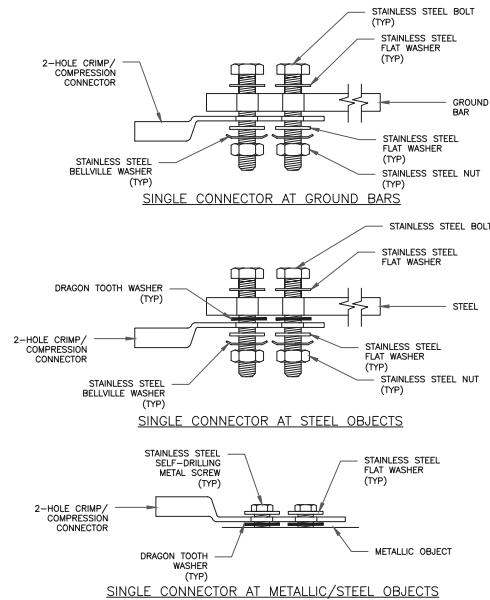 STAINLESS STEEL BOLT
(TYP)
STAINLESS STEEL
FLAT WASHER
(TYP)
2-HOLE CRIMP/
COMPRESSION
CONNECTOR
GROUND
BAR
STAINLESS STEEL
FLAT WASHER
(TYP)
STAINLESS STEEL
BELLVILLE WASHER
(TYP)
STAINLESS STEEL NUT
(TYP)
SINGLE CONNECTOR AT GROUND BARS
STAINLESS STEEL BOLT
STAINLESS STEEL
FLAT WASHER
DRAGON TOOTH WASHER
(TYP)
STEEL
2-HOLE CRIMP/
COMPRESSION
CONNECTOR
STAINLESS STEEL
FLAT WASHER
(TYP)
STAINLESS STEEL
BELLVILLE WASHER
(TYP)
STAINLESS STEEL NUT
(TYP)
SINGLE CONNECTOR AT STEEL OBJECTS
STAINLESS STEEL
SELF-DRILLING
METAL SCREW
(TYP)
STAINLESS STEEL
FLAT WASHER
(TYP)
2-HOLE CRIMP/
COMPRESSION
CONNECTOR
DRAGON TOOTH
WASHER
(TYP)
METALLIC OBJECT
SINGLE CONNECTOR AT METALLIC/STEEL OBJECTS